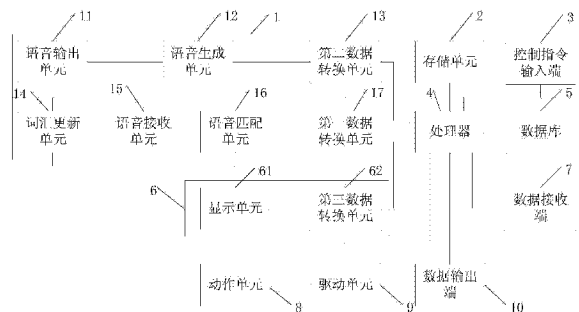 11
12
1
13
2
3
语音输出
单元
语音生成
单元
第二数据
转换单元
存储单元
控制指令
输入端
14
15
16
17
4
5
词汇更新
单元
语音接收
单元
语音匹配
单元
第一数据
转换单元
处理器
数据库
6
61
62
7
显示单元
第三数据
转换单元
数据接收
端
动作单元
驱动单元
数据输出
端
8
9
10